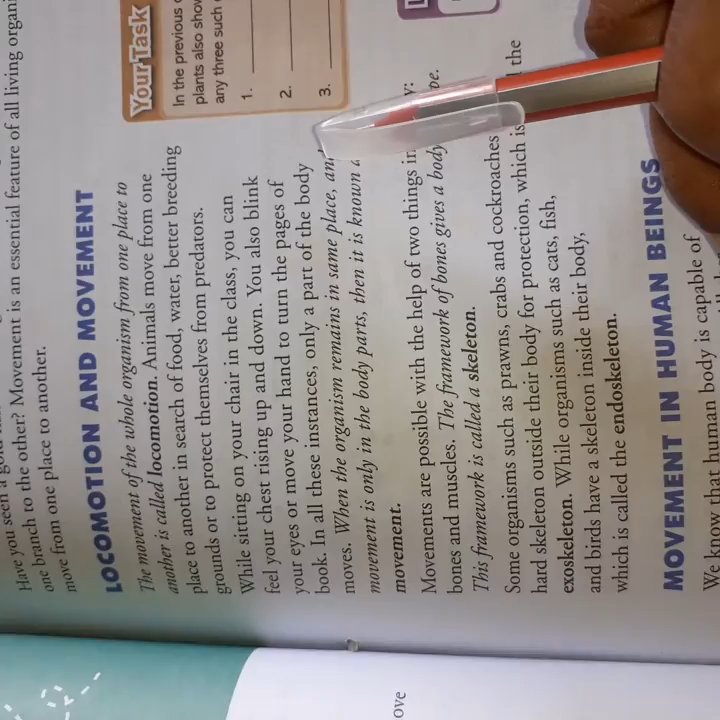 Have you seen a
one branch to the other? Movement is an essential feature of all living organi
move from one place to another.
LOCOMOTION AND MOVEMENT
The movement of the whole organism from one place to
another is called locomotion. Animals move from one
place to another in search of food, water, better breeding
grounds or to protect themselves from predators.
While sitting on your chair in the class, you can
feel your chest rising up and down. You also blink
your eyes or move your hand to turn the pages of
book. In all these instances, only a part of the body
moves. When the organism remains in same place, and
movement is only in the body parts, then it is known a
movement.
Movements are possible with the help of two things in
y:
bones and muscles. The framework of bones gives a body
pe.
This framework is called a skeleton.
Some organisms such as prawns, crabs and cockroaches
the
hard skeleton outside their body for protection, which is
exoskeleton. While organisms such as cats, fish,
and birds have a skeleton inside their body,
which is called the endoskeleton.
MOVEMENT IN HUMAN BEINGS
We know that human body is capable of
Your Task
In the previous
plants also show
any three such
1.
2.
3.
ove